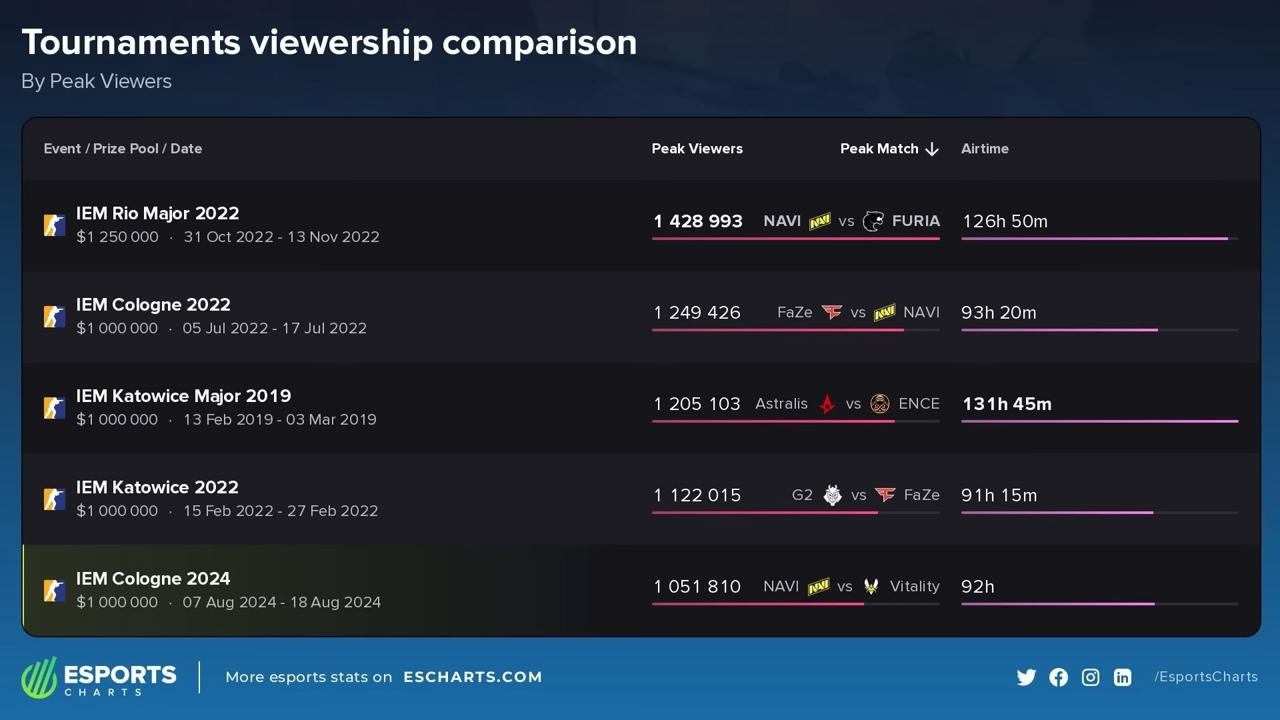 Tournaments viewership comparison
By Peak Viewers
Event / Prize Pool / Date Peak Viewers Peak Match ↓ Airtime
IEM Rio Major 2022
1 428 993 NAVI vs FURIA 126h 50m
$1 250 000 · 31 Oct 2022 - 13 Nov 2022
IEM Cologne 2022
1 249 426 FaZe vs NAVI 93h 20m
$1 000 000 · 05 Jul 2022 - 17 Jul 2022
IEM Katowice Major 2019
1 205 103 Astralis vs ENCE 131h 45m
$1 000 000 · 13 Feb 2019 - 03 Mar 2019
IEM Katowice 2022
1 122 015 G2 vs FaZe 91h 15m
$1 000 000 · 15 Feb 2022 - 27 Feb 2022
IEM Cologne 2024
1 051 810 NAVI vs Vitality 92h
$1 000 000 · 07 Aug 2024 - 18 Aug 2024
ESPORTS
CHARTS
More esports stats on ESCHARTS.COM
/EsportsCharts